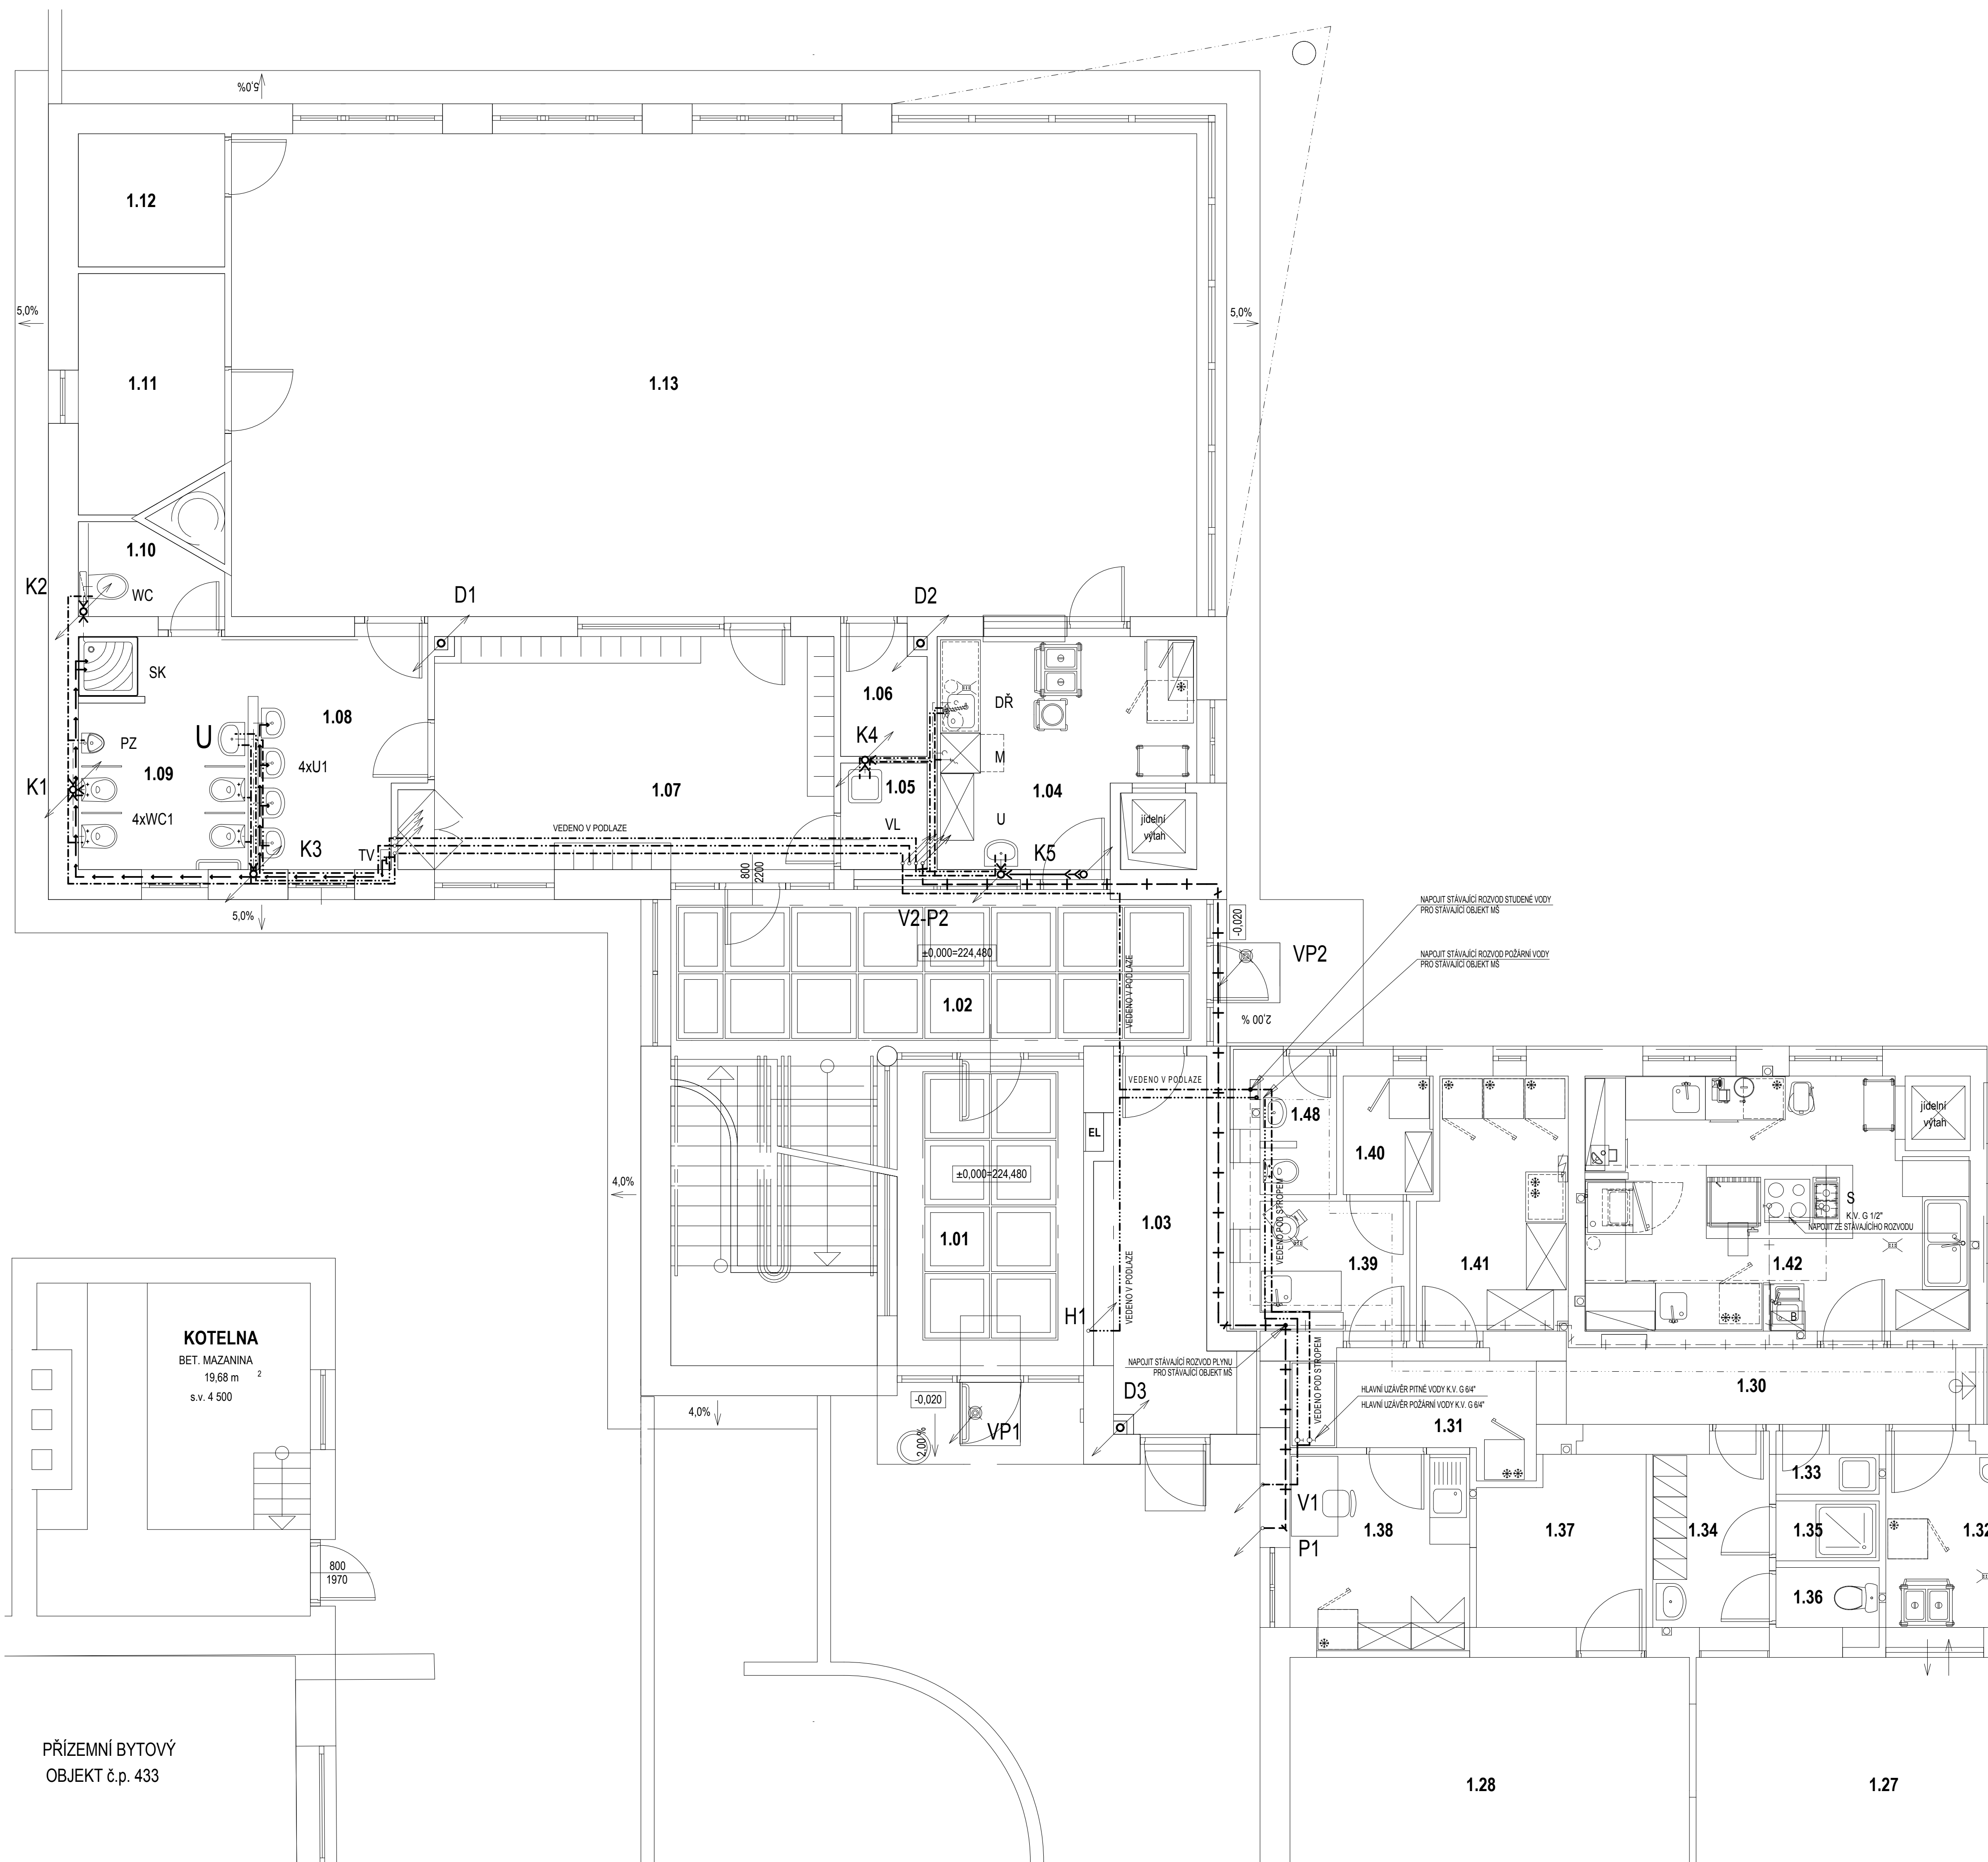 5,0%
1.12
5,0%
5,0%
1.11
1.13
1.10
K2
WC
D1
D2
SK
1.06
DŘ
1.08
PZ
U
K4
4xU1
M
1.09
K1
1.07
1.05
1.04
4xWC1
VL
U
jídelní
výtah
VEDENO V PODLAZE
K3
TV
K5
800
2200
5,0%
V2-P2
-0,020
NAPOJIT STÁVAJÍCÍ ROZVOD STUDENÉ VODY
PRO STÁVAJÍCÍ OBJEKT MŠ
±0,000=224,480
VP2
NAPOJIT STÁVAJÍCÍ ROZVOD POŽÁRNÍ VODY
PRO STÁVAJÍCÍ OBJEKT MŠ
VEDENO V PODLAZE
1.02
2,00 %
VEDENO V PODLAZE
1.48
jídelní
výtah
EL
1.40
±0,000=224,480
4,0%
1.03
VEDENO POD STROPEM
S
K.V. G 1/2"
NAPOJIT ZE STÁVAJÍCÍHO ROZVODU
1.01
1.39
1.41
1.42
VEDENO V PODLAZE
H1
B
KOTELNA
BET. MAZANINA
19,68 m 2
s.v. 4 500
NAPOJIT STÁVAJÍCÍ ROZVOD PLYNU
PRO STÁVAJÍCÍ OBJEKT MŠ
VEDENO POD STROPEM
D3
HLAVNÍ UZÁVĚR PITNÉ VODY K.V. G 6/4"
HLAVNÍ UZÁVĚR POŽÁRNÍ VODY K.V. G 6/4"
1.30
-0,020
4,0%
VP1
2,00 %
1.31
1.33
V1
1.38
1.37
1.34
1.35
1.32
P1
800
1970
1.36
PŘÍZEMNÍ BYTOVÝ
OBJEKT č.p. 433
1.28
1.27